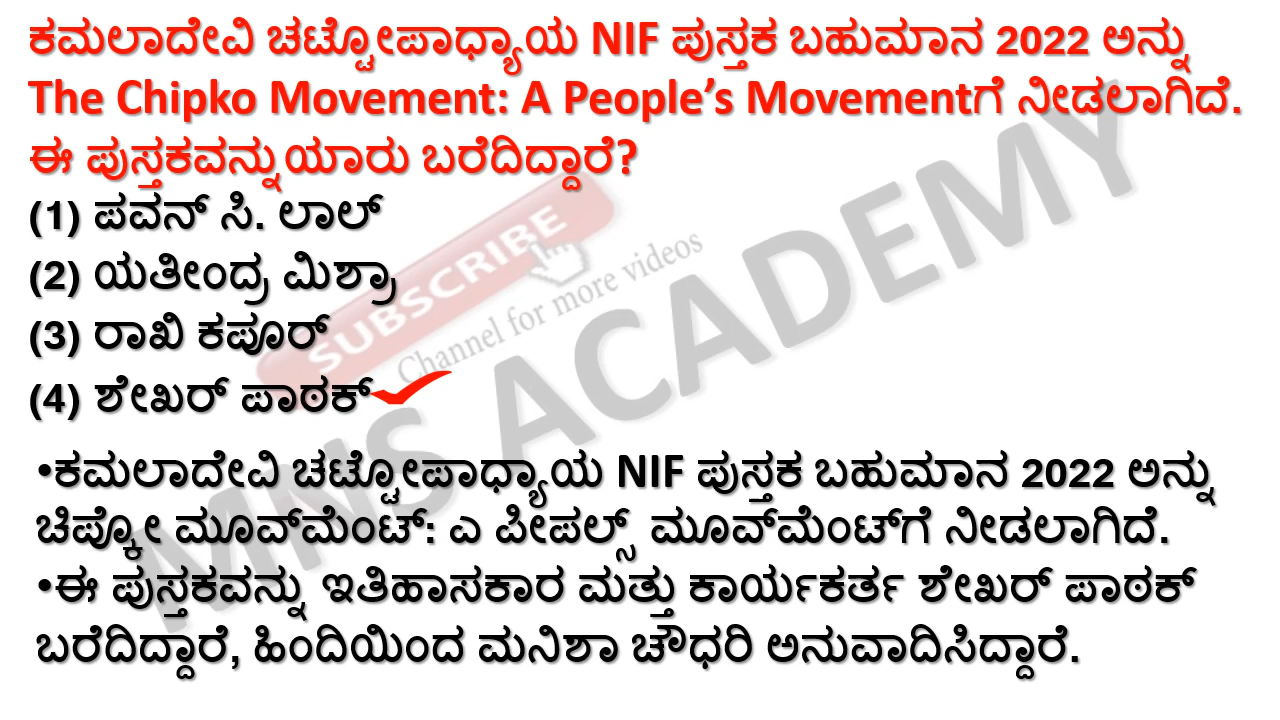 ಕಮಲಾದೇವಿ ಚಟ್ಟೋಪಾಧ್ಯಾಯ NIF ಪುಸ್ತಕ ಬಹುಮಾನ 2022 ಅನ್ನು
The Chipko Movement: A People’s Movementಗೆ ನೀಡಲಾಗಿದೆ.
ಈ ಪುಸ್ತಕವನ್ನು ಯಾರು ಬರೆದಿದ್ದಾರೆ?
(1) ಪವನ್ ಸಿ. ಲಾಲ್
(2) ಯತೀಂದ್ರ ಮಿಶ್ರಾ
(3) ರಾಖಿ ಕಪೂರ್
(4) ಶೇಖರ್ ಪಾಠಕ್
•ಕಮಲಾದೇವಿ ಚಟ್ಟೋಪಾಧ್ಯಾಯ NIF ಪುಸ್ತಕ ಬಹುಮಾನ 2022 ಅನ್ನು
ಚಿಪ್ಕೋ ಮೂವ್‌ಮೆಂಟ್: ಎ ಪೀಪಲ್ಸ್ ಮೂವ್‌ಮೆಂಟ್‌ಗೆ ನೀಡಲಾಗಿದೆ.
•ಈ ಪುಸ್ತಕವನ್ನು ಇತಿಹಾಸಕಾರ ಮತ್ತು ಕಾರ್ಯಕರ್ತ ಶೇಖರ್ ಪಾಠಕ್
ಬರೆದಿದ್ದಾರೆ, ಹಿಂದಿಯಿಂದ ಮನಿಶಾ ಚೌಧರಿ ಅನುವಾದಿಸಿದ್ದಾರೆ.
SUBSCRIBE
Channel for more videos
MNS ACADEMY